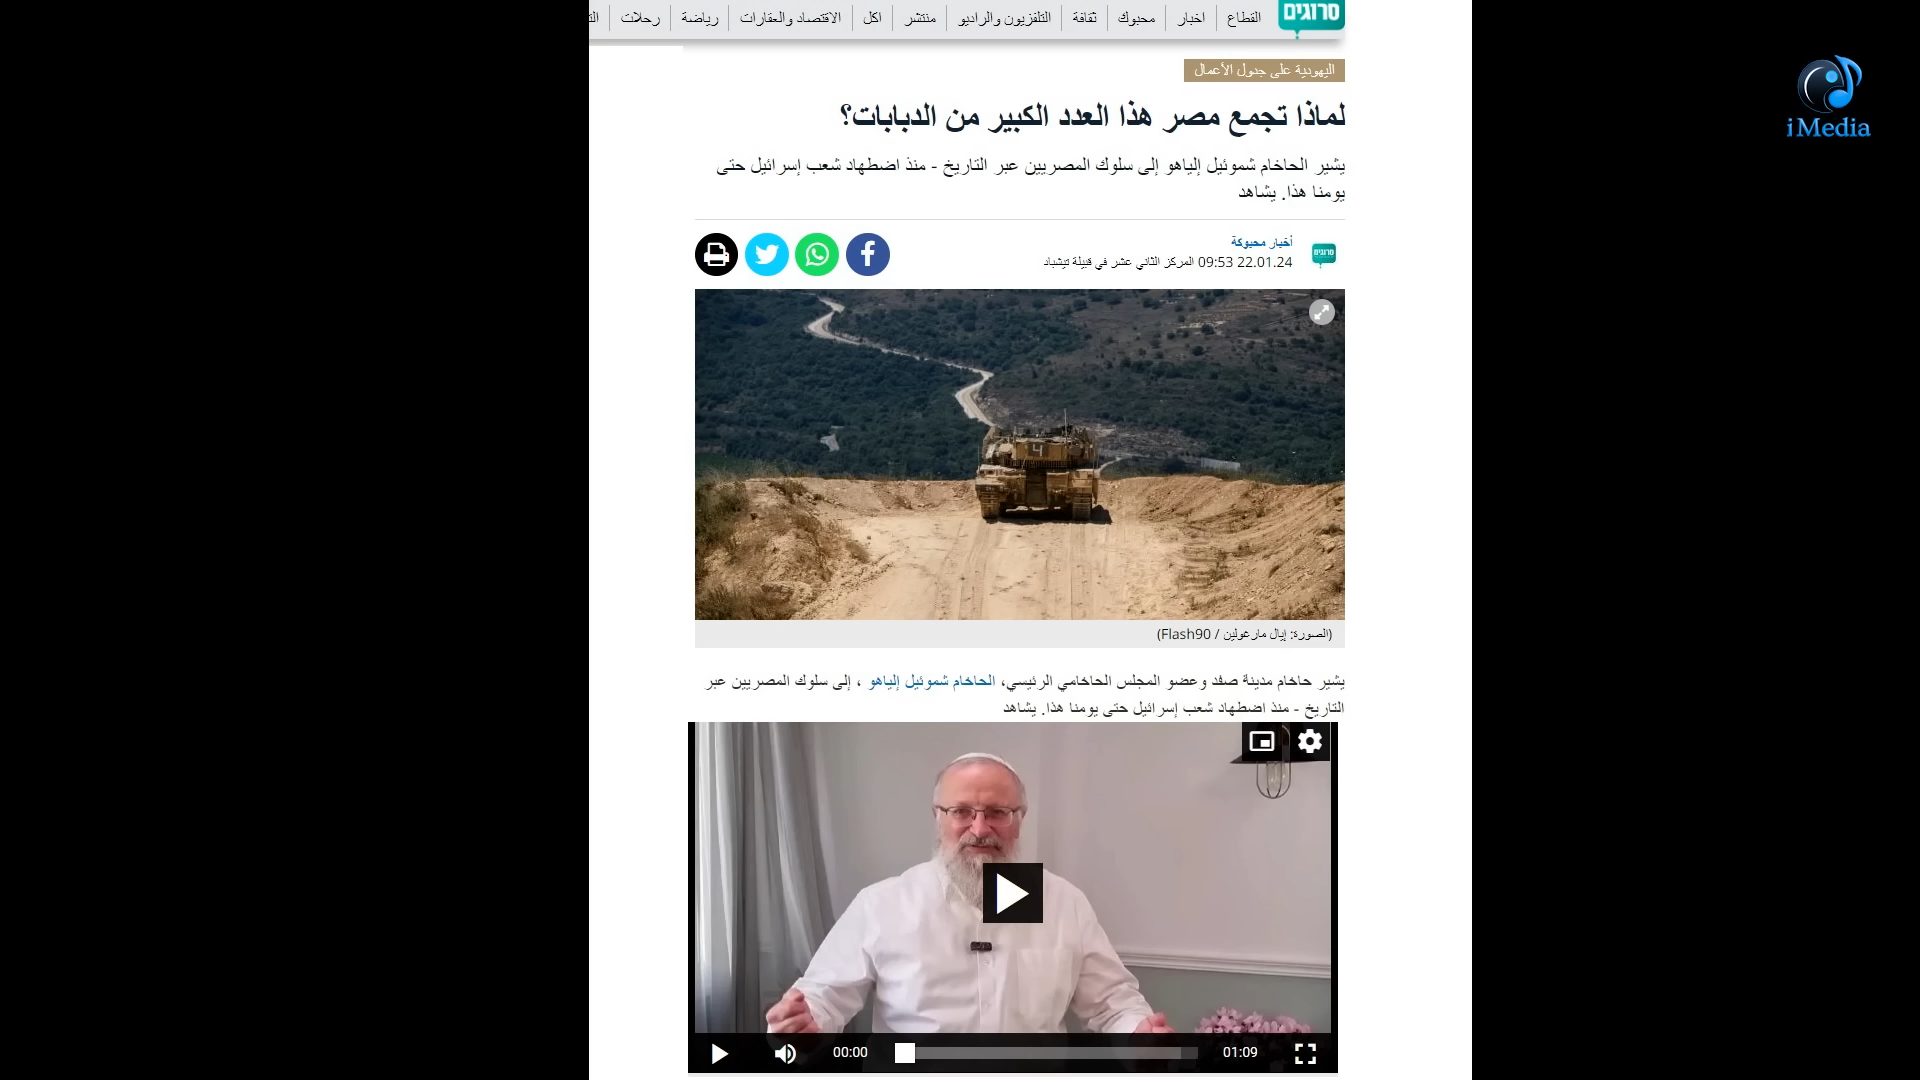 סרוגים
القطاع
اخبار
محبوك
ثقافة
التلفزيون والراديو
منتشر
اكل
الاقتصاد والعقارات
رياضة
رحلات
iMedia
اليهودية على جدول الأعمال
لماذا تجمع مصر هذا العدد الكبير من الدبابات؟
يشير الحاخام شموئيل إلياهو إلى سلوك المصريين عبر التاريخ - منذ اضطهاد شعب إسرائيل حتى
يومنا هذا. يشاهد
أخبار محبوكة
22.01.24 09:53 المركز الثاني عشر في قبيلة تيشباد
סרוגים
4
(الصورة: إيال مارغولين / Flash90)
يشير حاخام مدينة صفد وعضو المجلس الحاخامي الرئيسي، الحاخام شموئيل إلياهو ، إلى سلوك المصريين عبر
التاريخ - منذ اضطهاد شعب إسرائيل حتى يومنا هذا. يشاهد
00:00
01:09